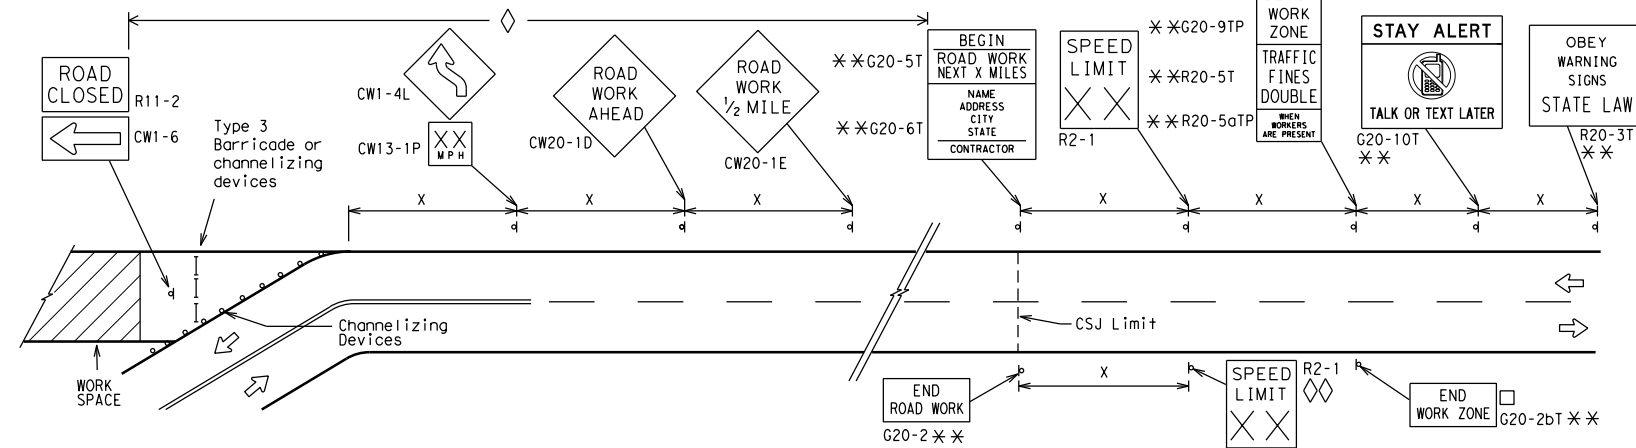 ROAD
CLOSED
R11-2
CW1-6
Type 3
Barricade or
channelizing
devices
CW1-4L
CW13-1P
XX
MPH
ROAD
WORK
AHEAD
CW20-1D
ROAD
WORK
1/2 MILE
CW20-1E
**G20-5T
**G20-6T
BEGIN
ROAD WORK
NEXT X MILES
NAME
ADDRESS
CITY
STATE
CONTRACTOR
SPEED
LIMIT
XX
R2-1
**G20-9TP
**R20-5T
**R20-5aTP
WORK
ZONE
TRAFFIC
FINES
DOUBLE
WHEN
WORKERS
ARE PRESENT
STAY ALERT
TALK OR TEXT LATER
G20-10T
**
OBEY
WARNING
SIGNS
STATE LAW
R20-3T
**
X
X
X
X
X
X
X
Channelizing
Devices
WORK
SPACE
CSJ Limit
END
ROAD WORK
G20-2**
X
SPEED
LIMIT
XX
R2-1
END
WORK ZONE
G20-2bT**